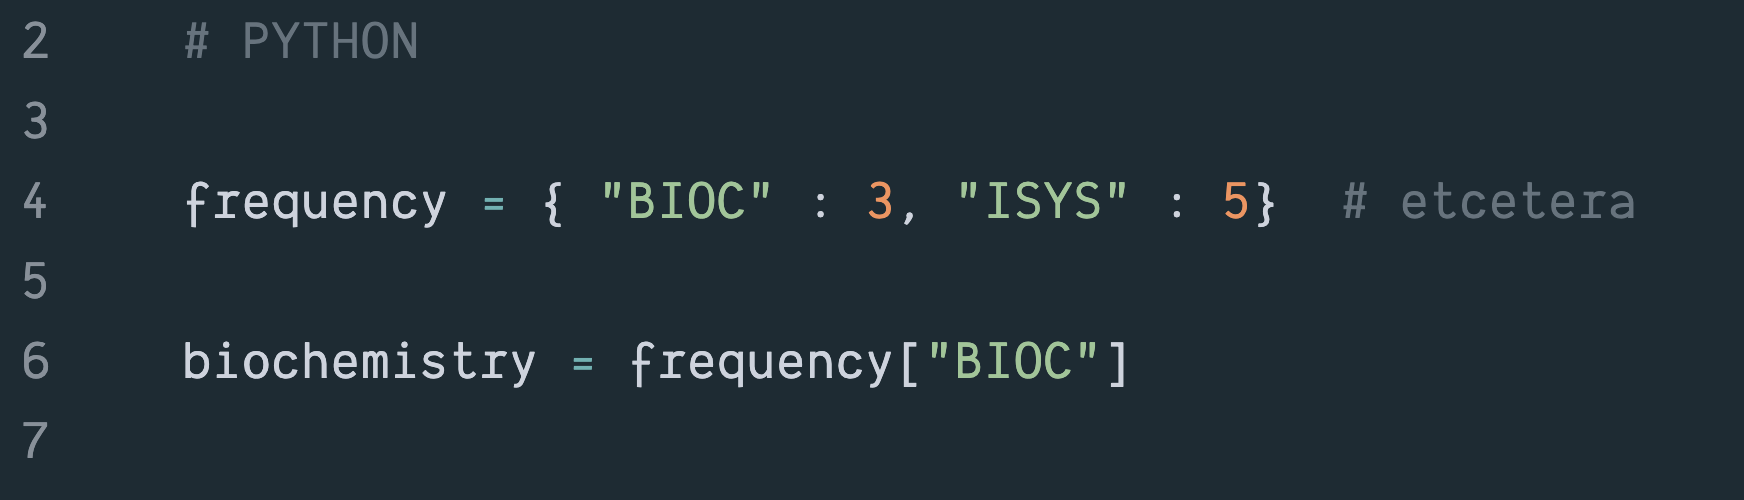 2 # PYTHON
3
4 frequency = { "BIOC" : 3, "ISYS" : 5} # etcetera
5
6 biochemistry = frequency["BIOC"]
7